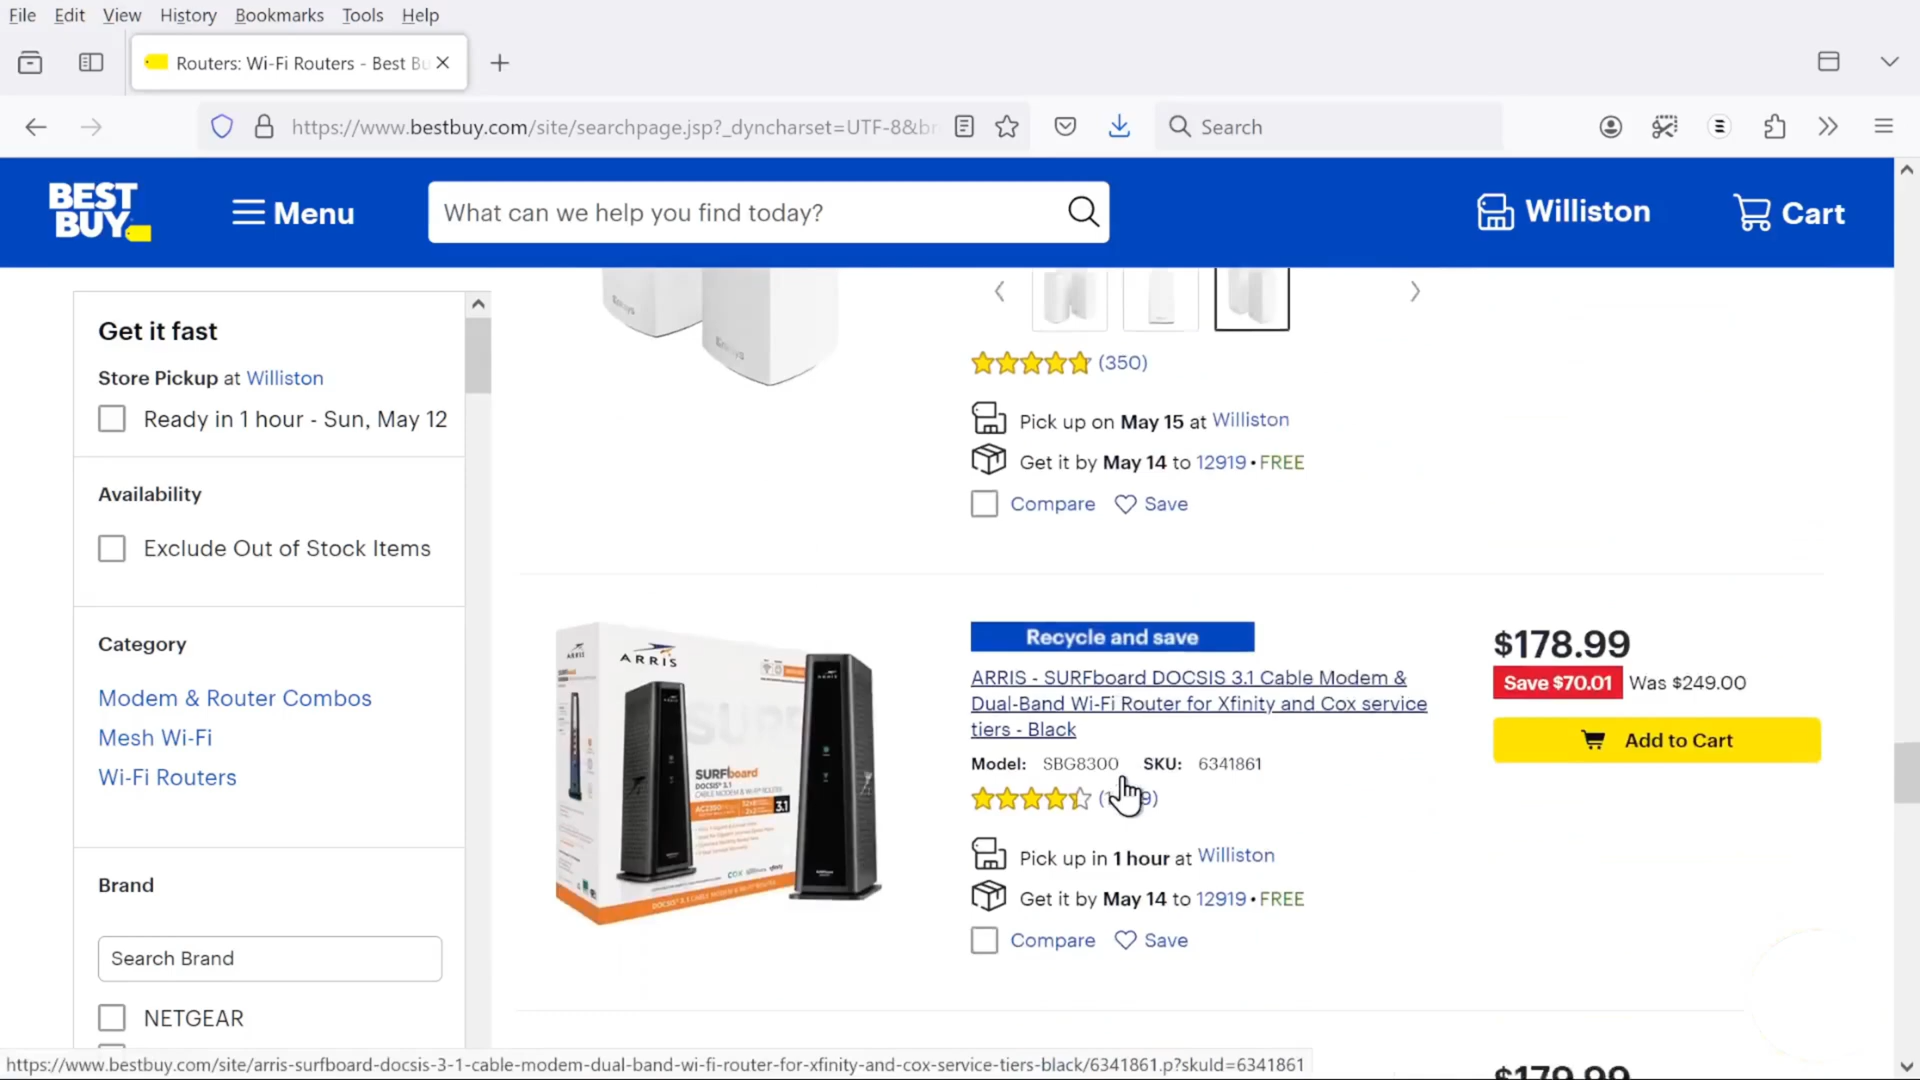 File Edit View History Bookmarks Tools Help
Routers: Wi-Fi Routers - Best Bu
https://www.bestbuy.com/site/searchpage.jsp?_dyncharset=UTF-8&br
Search
BEST BUY
Menu
What can we help you find today?
Williston
Cart
Get it fast
Store Pickup at Williston
Ready in 1 hour - Sun, May 12
Availability
Exclude Out of Stock Items
Category
Modem & Router Combos
Mesh Wi-Fi
Wi-Fi Routers
Brand
Search Brand
NETGEAR
(350)
Pick up on May 15 at Williston
Get it by May 14 to 12919 • FREE
Compare Save
ARRIS
SURFboard
DOCSIS® 3.1
3.1
Recycle and save
ARRIS - SURFboard DOCSIS 3.1 Cable Modem &
Dual-Band Wi-Fi Router for Xfinity and Cox service
tiers - Black
Model: SBG8300 SKU: 6341861
Pick up in 1 hour at Williston
Get it by May 14 to 12919 • FREE
Compare Save
$178.99
Save $70.01 Was $249.00
Add to Cart
$179.99
https://www.bestbuy.com/site/arris-surfboard-docsis-3-1-cable-modem-dual-band-wi-fi-router-for-xfinity-and-cox-service-tiers-black/6341861.p?skuId=6341861